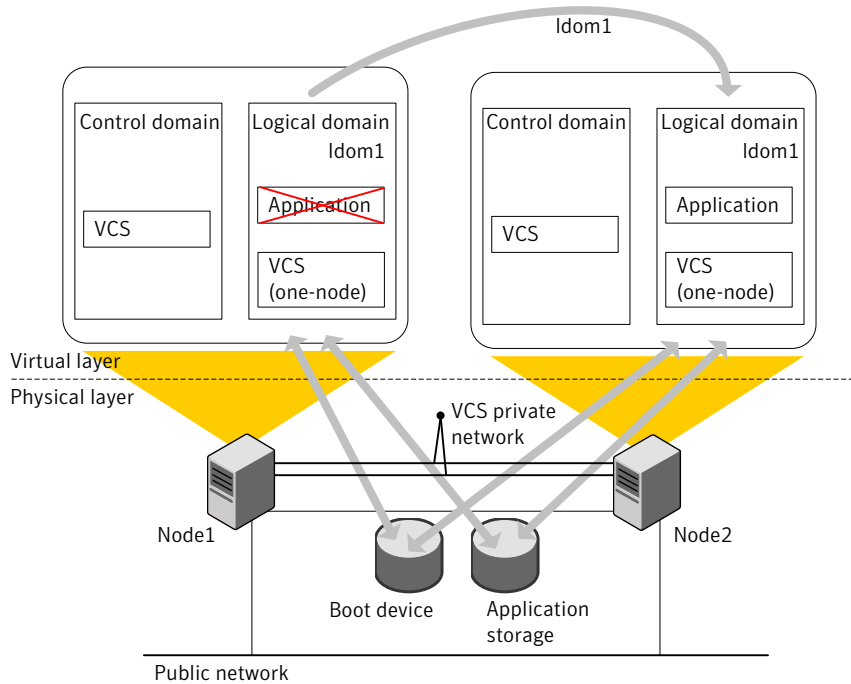 ldom1
Control domain
Logical domain
ldom1
Application
VCS
VCS
(one-node)
Control domain
Logical domain
ldom1
Application
VCS
VCS
(one-node)
Virtual layer
Physical layer
VCS private
network
Node1
Node2
Boot device
Application
storage
Public network